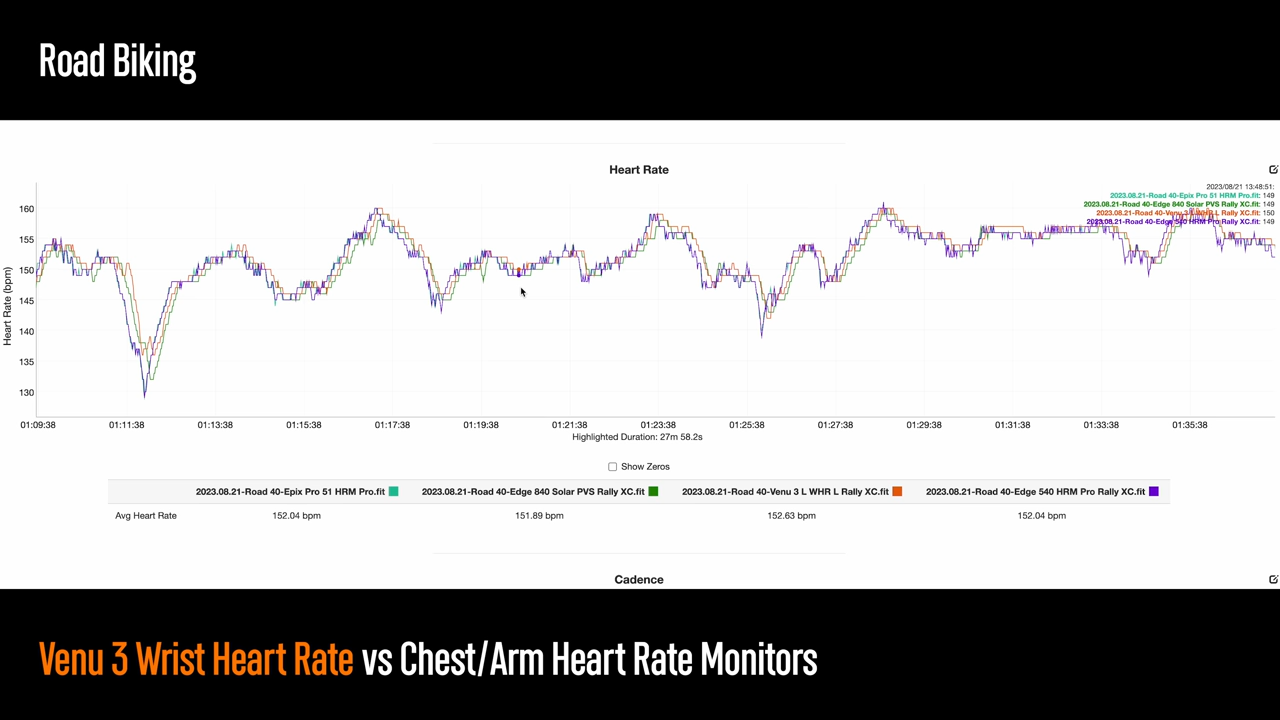 Road Biking
Heart Rate
2023/08/21 13:48:51:
2023.08.21-Road 40-Epix Pro 51 HRM Pro.fit: 149
2023.08.21-Road 40-Edge 840 Solar PVS Rally XC.fit: 149
2023.08.21-Road 40-Venu 3 L WHR L Rally XC.fit: 150
2023.08.21-Road 40-Edge 540 HRM Pro Rally XC.fit: 149
Heart Rate (bpm)
160
155
150
145
140
135
130
01:09:38 01:11:38 01:13:38 01:15:38 01:17:38 01:19:38 01:21:38 01:23:38 01:25:38 01:27:38 01:29:38 01:31:38 01:33:38 01:35:38
Highlighted Duration: 27m 58.2s
Show Zeros
2023.08.21-Road 40-Epix Pro 51 HRM Pro.fit 2023.08.21-Road 40-Edge 840 Solar PVS Rally XC.fit 2023.08.21-Road 40-Venu 3 L WHR L Rally XC.fit 2023.08.21-Road 40-Edge 540 HRM Pro Rally XC.fit
Avg Heart Rate 152.04 bpm 151.89 bpm 152.63 bpm 152.04 bpm
Cadence
Venu 3 Wrist Heart Rate vs Chest/Arm Heart Rate Monitors